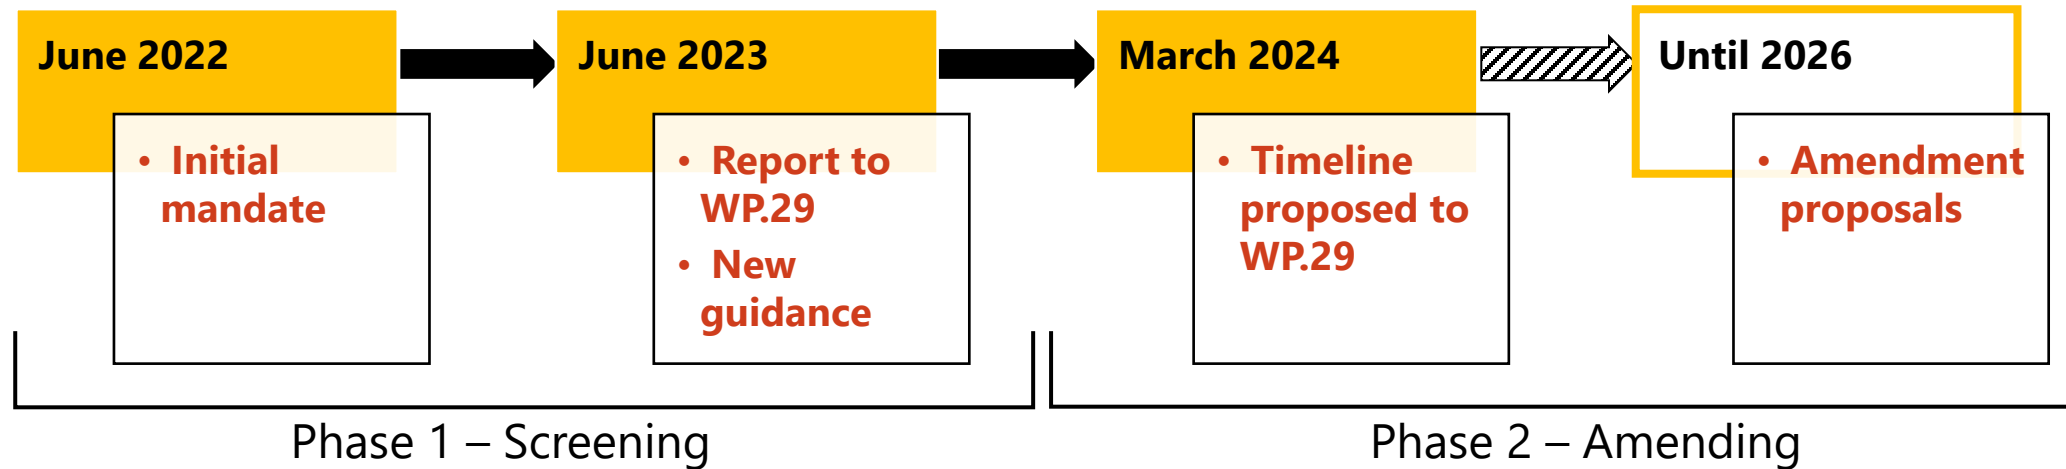 June 2022
• Initial
mandate
June 2023
• Report to
WP.29
• New
guidance
March 2024
• Timeline
proposed to
WP.29
Until 2026
• Amendment
proposals
Phase 1 – Screening
Phase 2 – Amending